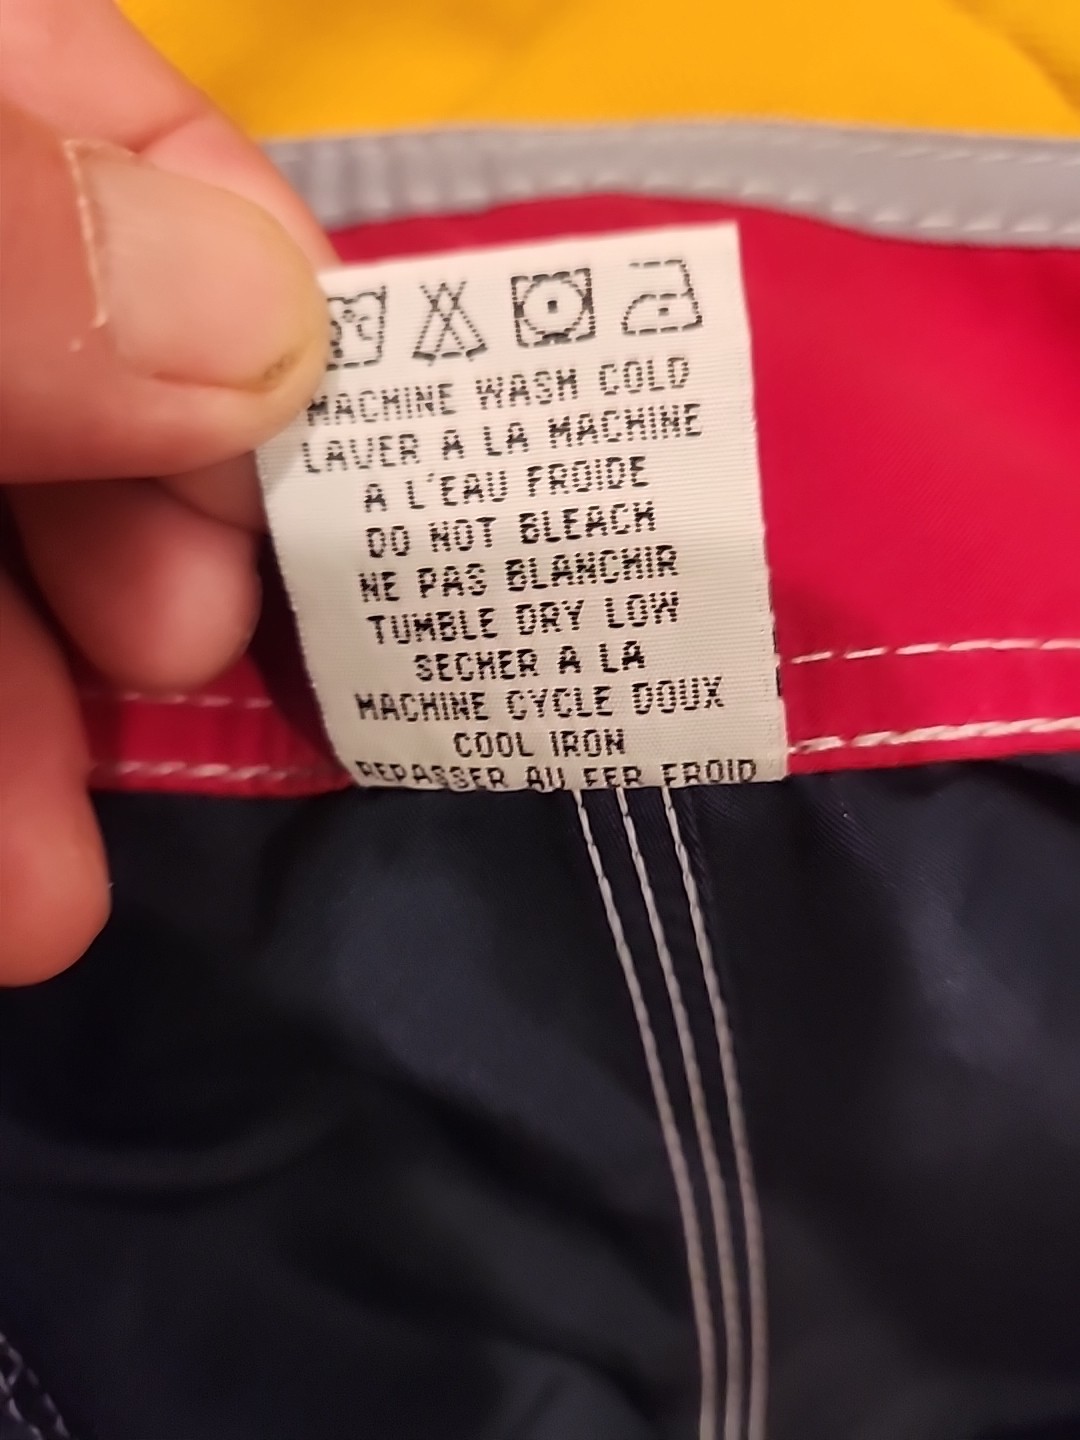 °C
MACHINE WASH COLD
LAVER A LA MACHINE
A L'EAU FROIDE
DO NOT BLEACH
NE PAS BLANCHIR
TUMBLE DRY LOW
SECHER A LA
MACHINE CYCLE DOUX
COOL IRON
REPASSER AU FER FROID